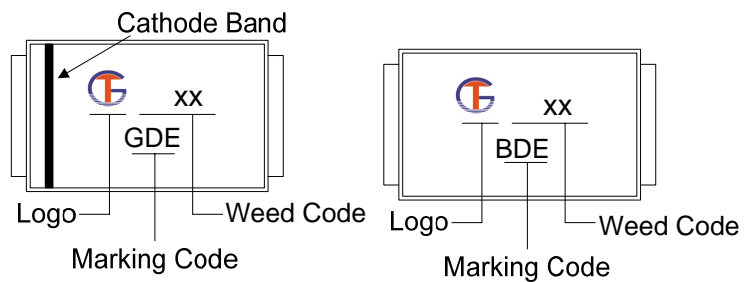 Cathode Band
xx
GDE
Logo
Weed Code
Marking Code
xx
BDE
Logo
Weed Code
Marking Code